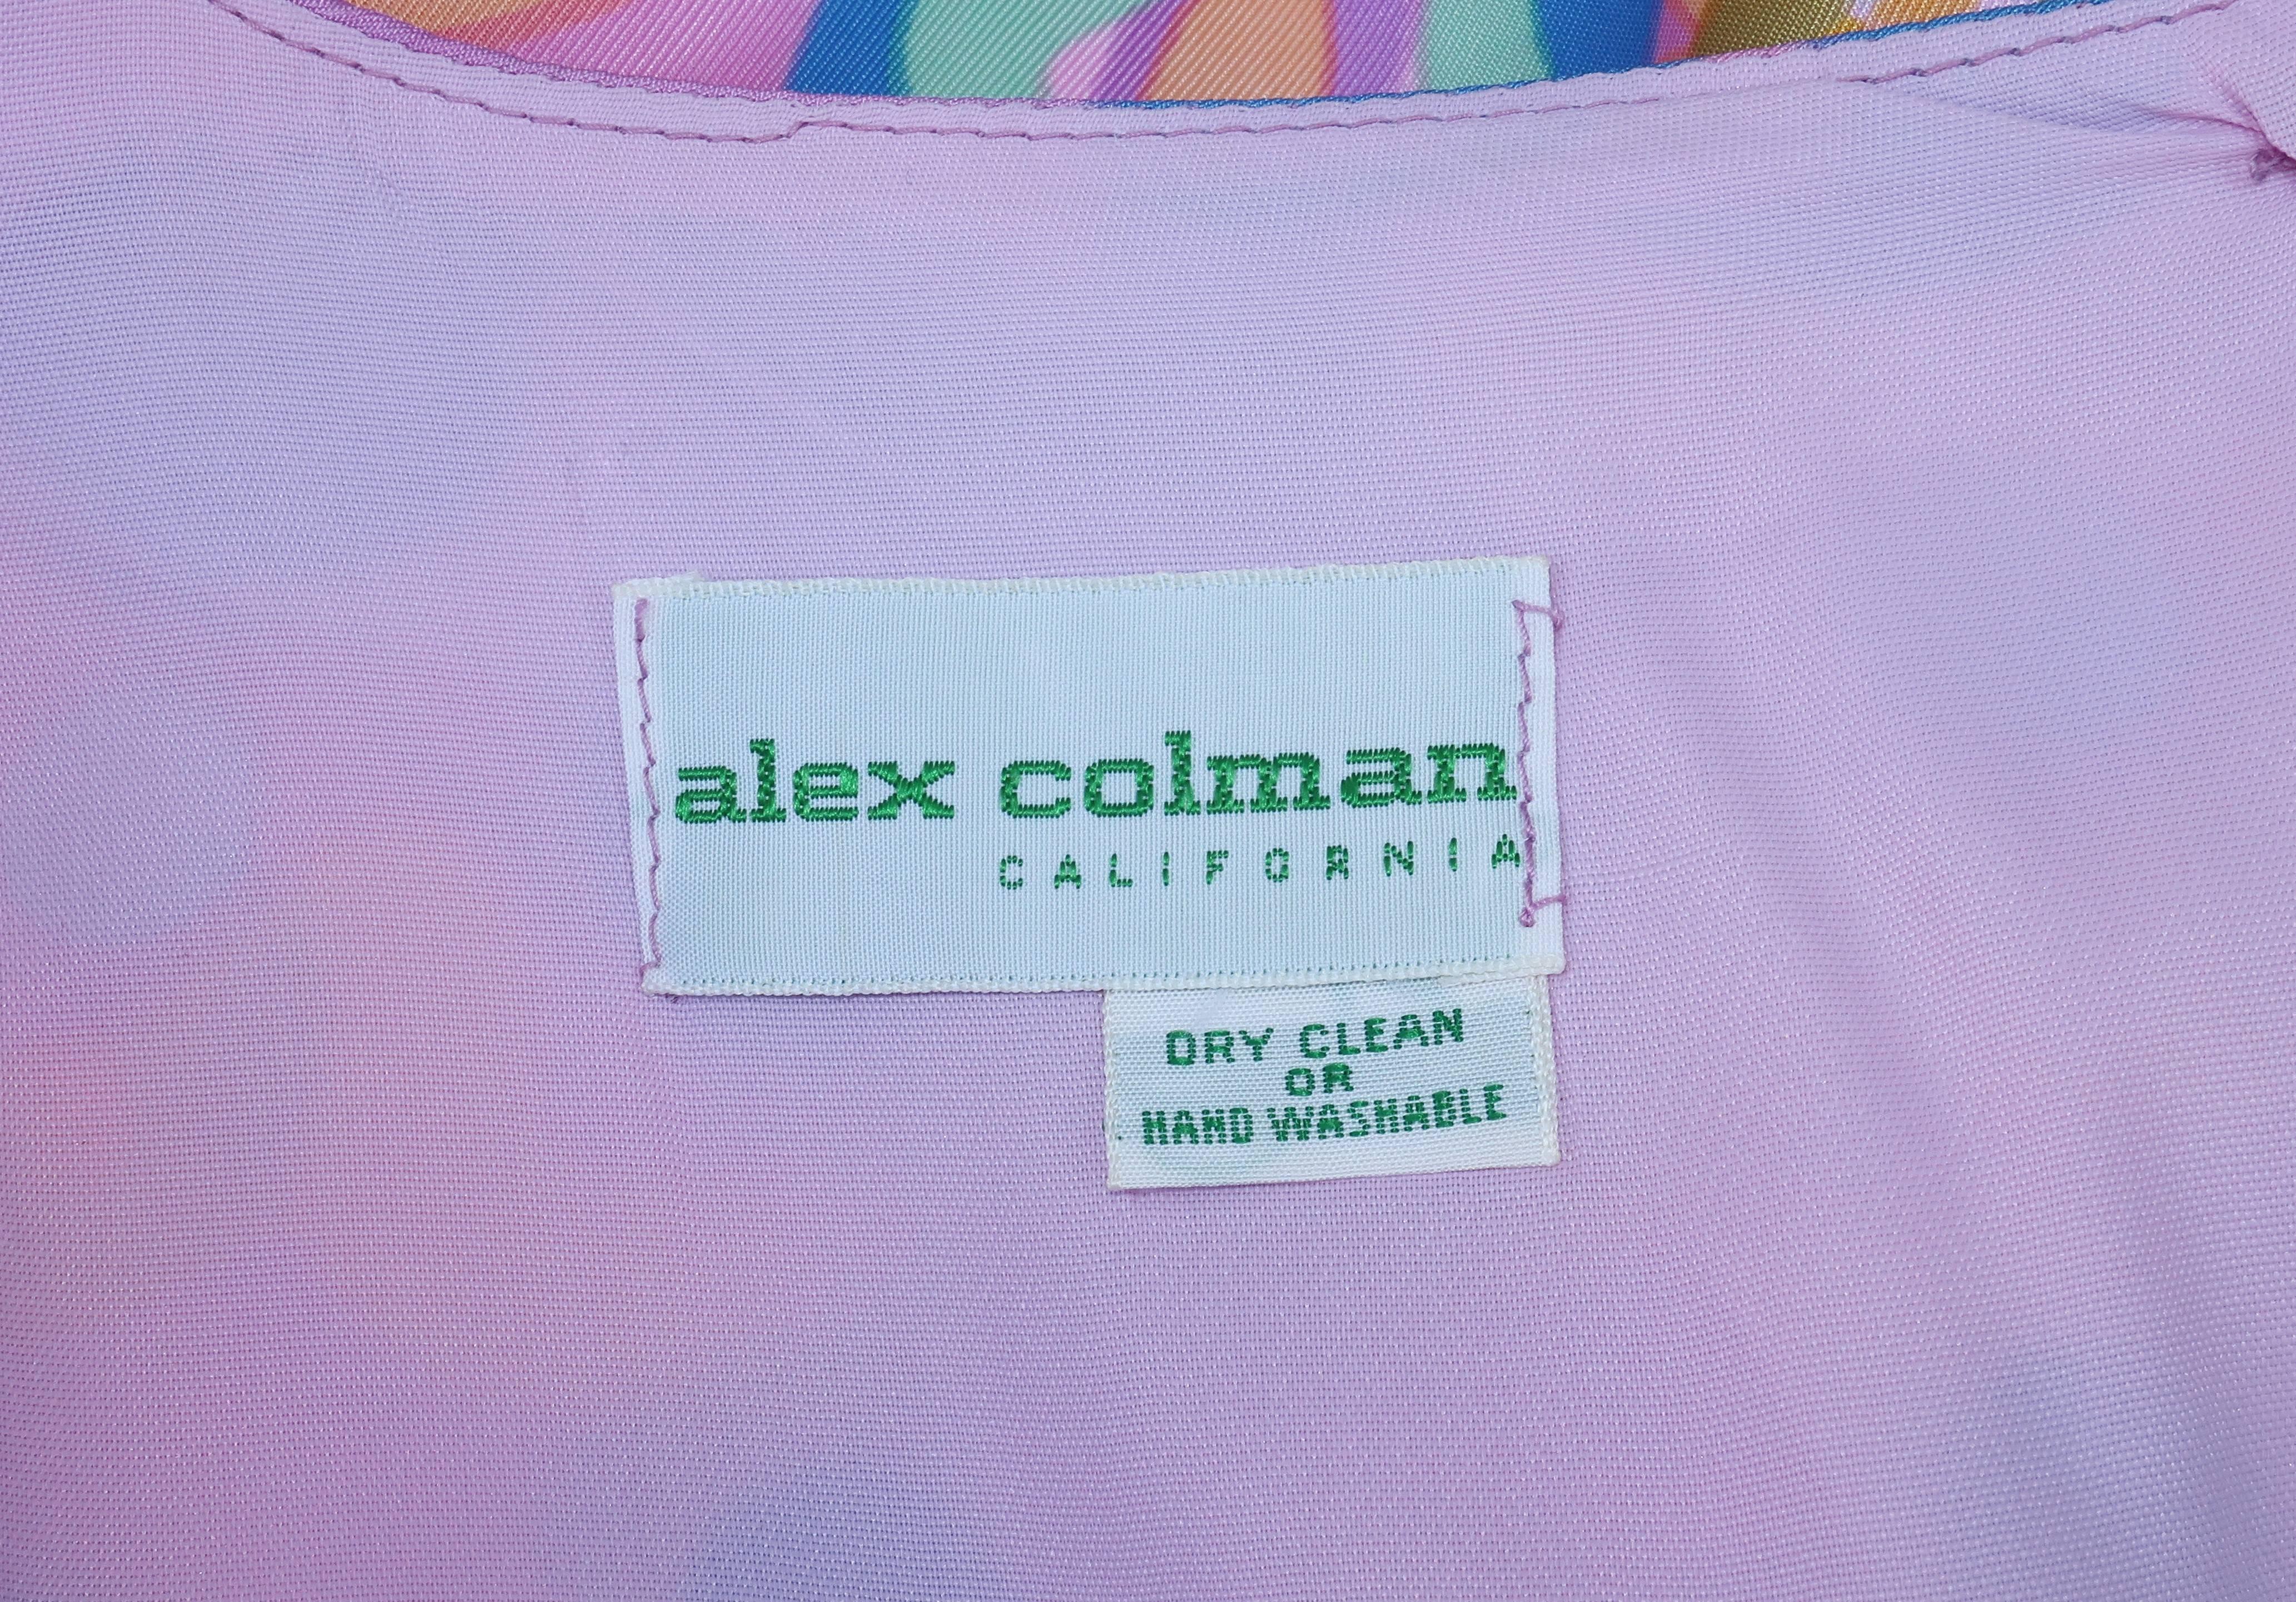 alex colman
CALIFORNIA
DRY CLEAN
OR
HAND WASHABLE